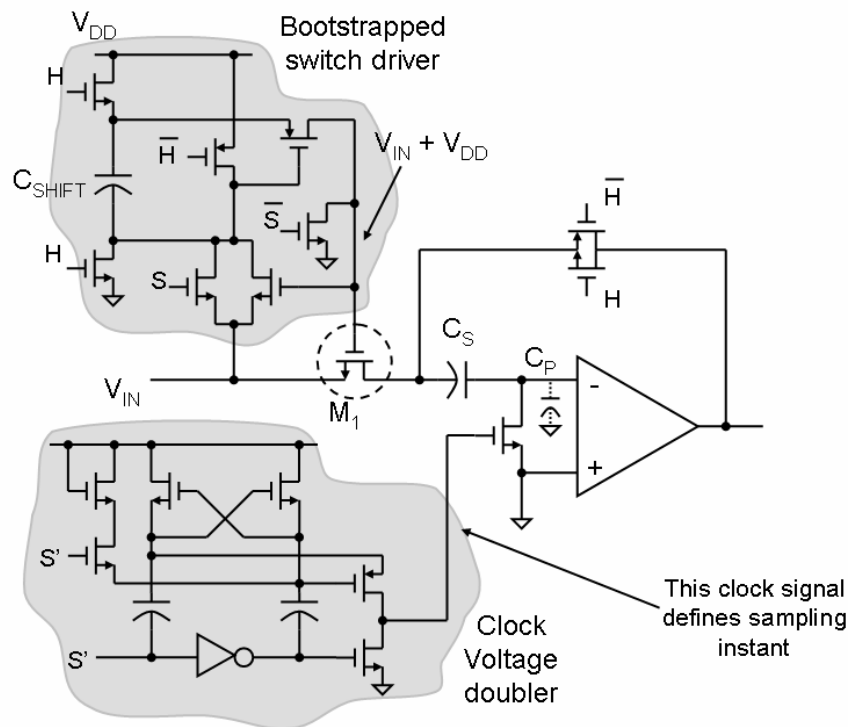 V_DD
Bootstrapped
switch driver
H
H̅
V_IN + V_DD
C_SHIFT
S̅
H̅
H
S
H
C_S
C_P
-
V_IN
M_1
+
S'
This clock signal
defines sampling
instant
Clock
Voltage
doubler
S'